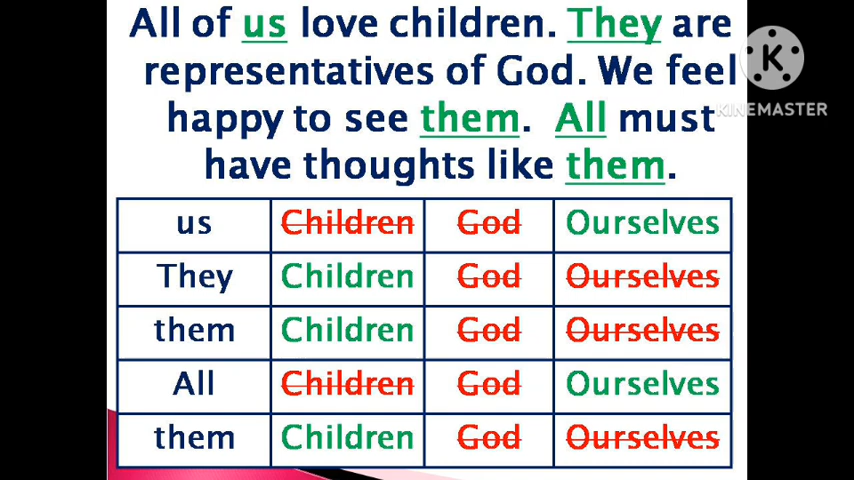 All of us love children. They are
representatives of God. We feel
happy to see them. All must
have thoughts like them.
K
KINEMASTER
us Children God Ourselves
They Children God Ourselves
them Children God Ourselves
All Children God Ourselves
them Children God Ourselves